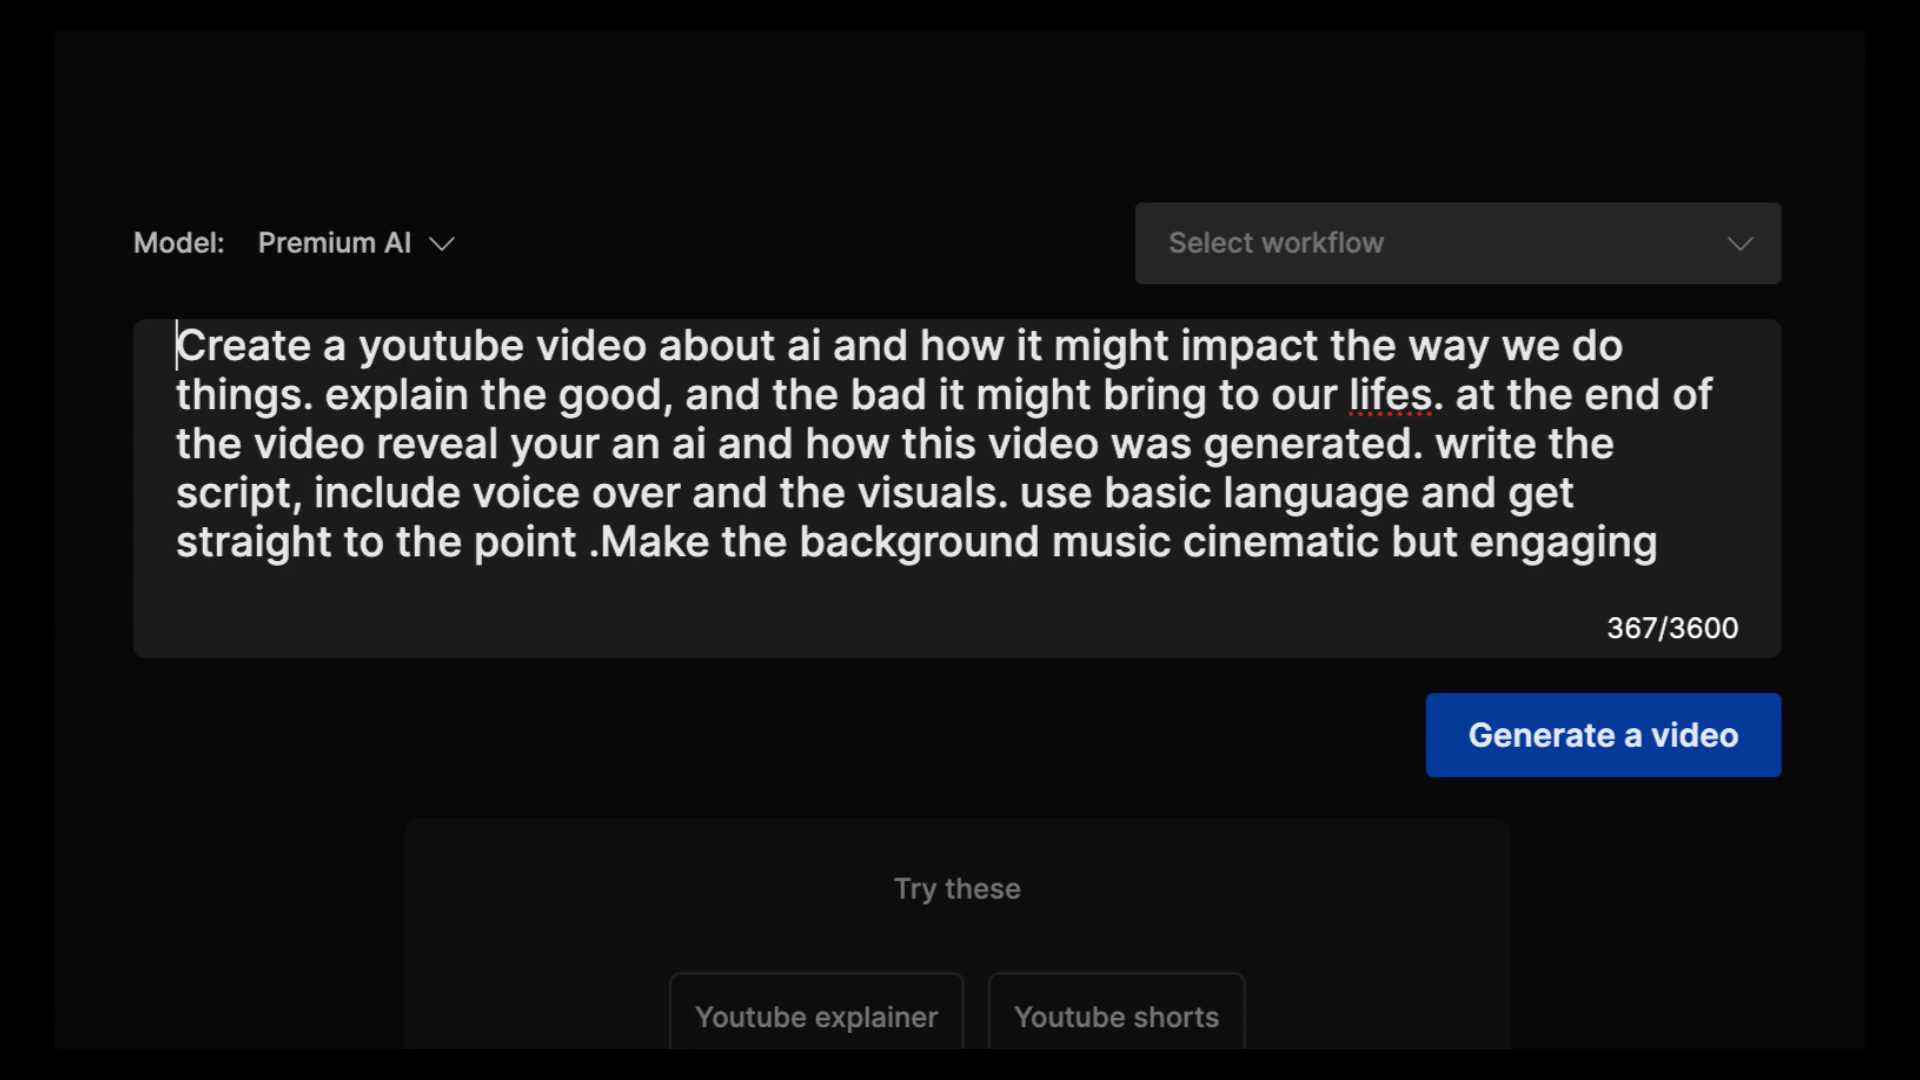 Model: Premium AI
Select workflow
Create a youtube video about ai and how it might impact the way we do
things. explain the good, and the bad it might bring to our lifes. at the end of
the video reveal your an ai and how this video was generated. write the
script, include voice over and the visuals. use basic language and get
straight to the point .Make the background music cinematic but engaging
367/3600
Generate a video
Try these
Youtube explainer
Youtube shorts